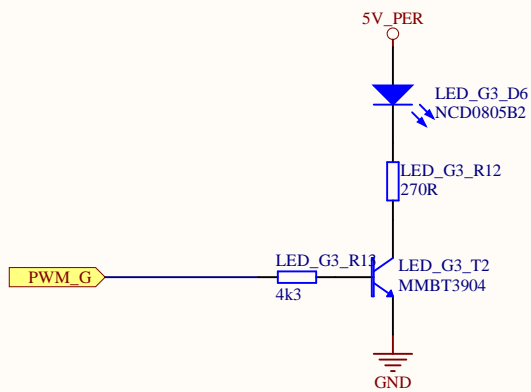 5V_PER
LED_G3_D6
NCD0805B2
LED_G3_R12
270R
LED_G3_R13
4k3
PWM_G
LED_G3_T2
MMBT3904
GND